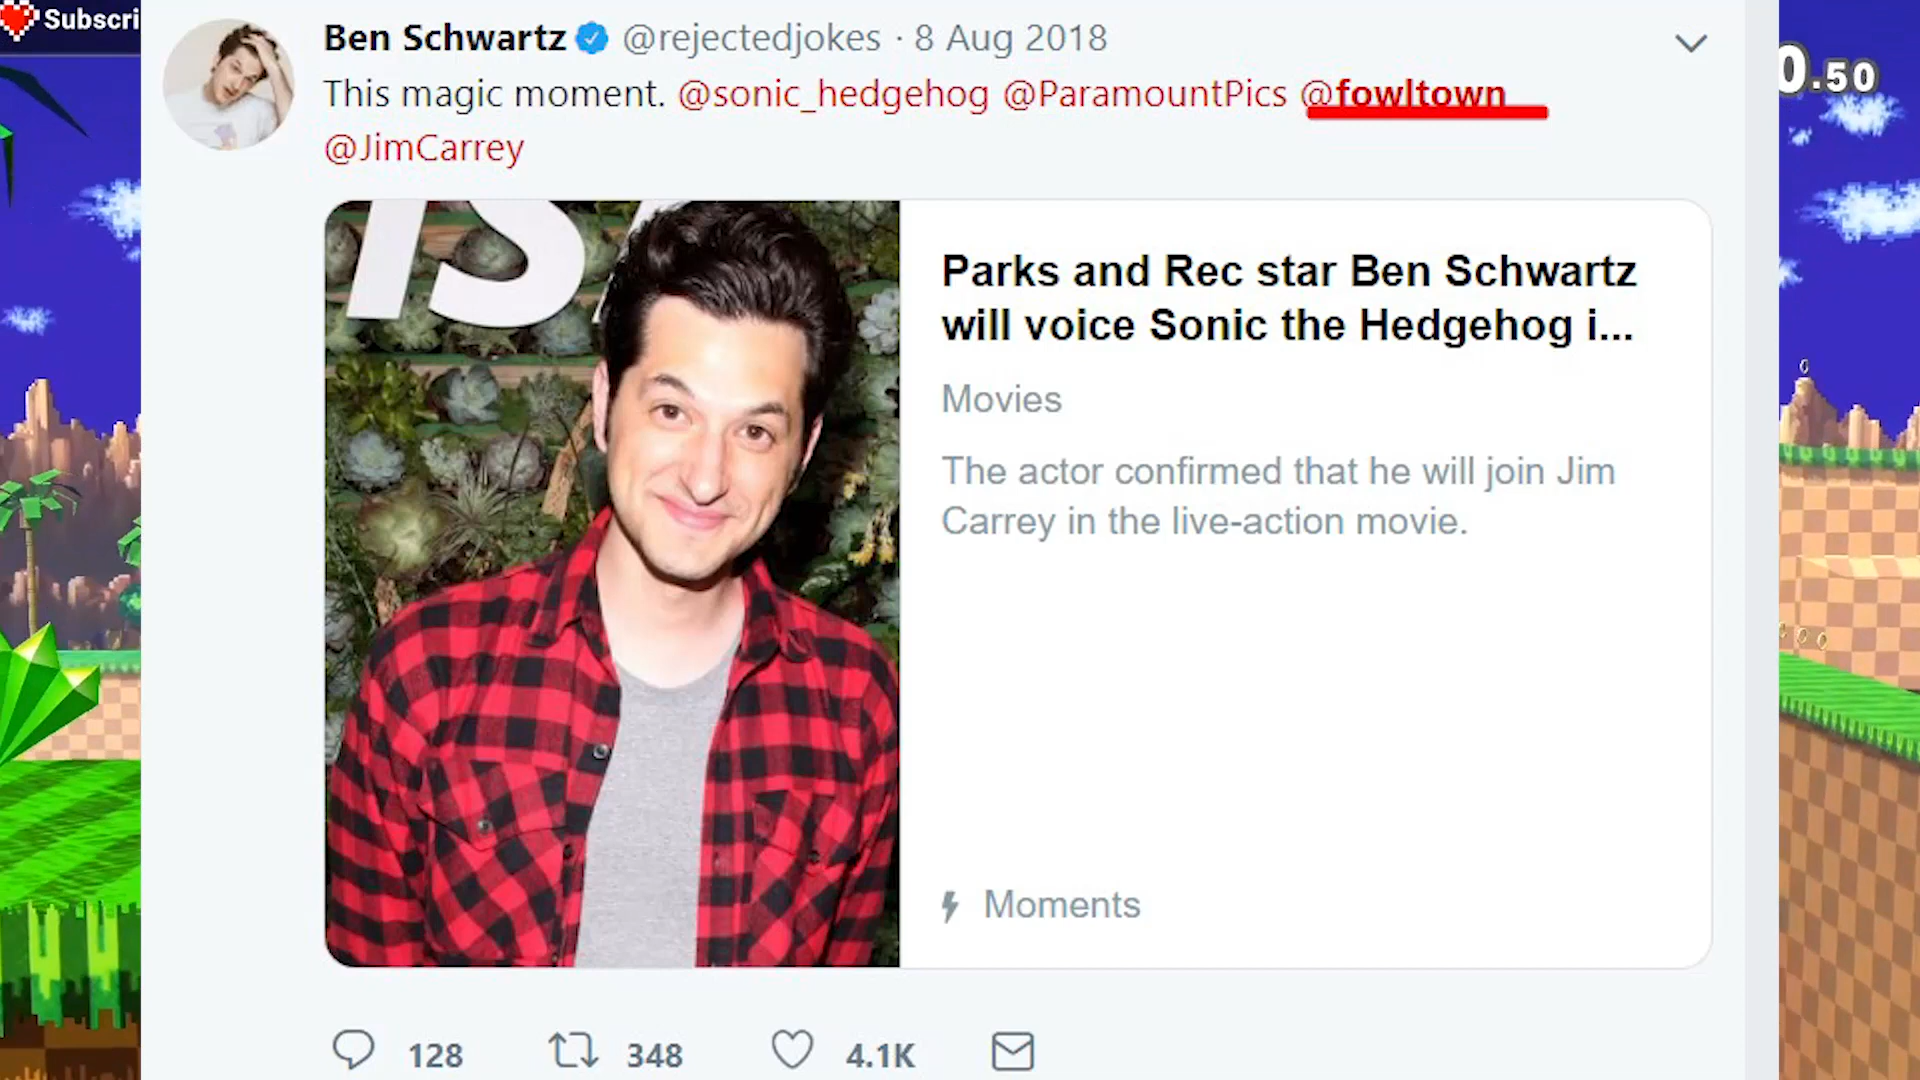 Subscri
Ben Schwartz @rejectedjokes · 8 Aug 2018
0.50
This magic moment. @sonic_hedgehog @ParamountPics @fowltown
@JimCarrey
IS
Parks and Rec star Ben Schwartz
will voice Sonic the Hedgehog i...
Movies
The actor confirmed that he will join Jim
Carrey in the live-action movie.
Moments
128 348 4.1K